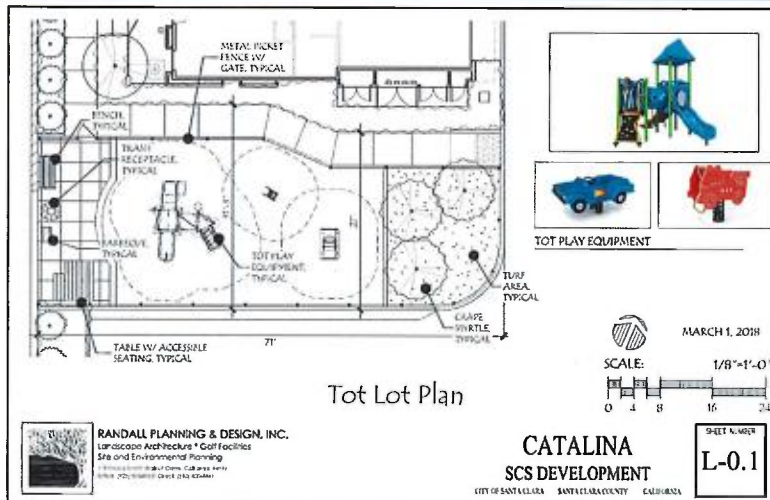 METAL PICKET
FENCE W/
GATE, TYPICAL
BENCH,
TYPICAL
TRASH
RECEPTACLE,
TYPICAL
BARBECUE,
TYPICAL
TOT PLAY
EQUIPMENT,
TYPICAL
TURF
AREA,
TYPICAL
CRAPE
MYRTLE,
TYPICAL
TABLE W/ ACCESSIBLE
SEATING, TYPICAL
71'
TOT PLAY EQUIPMENT
MARCH 1, 2018
SCALE: 1/8"=1'-0"
0 4 8 16 24
Tot Lot Plan
RANDALL PLANNING & DESIGN, INC.
Landscape Architecture * Golf Facilities
Site and Environmental Planning
CATALINA
SCS DEVELOPMENT
CITY OF SANTA CLARA SANTA CLARA COUNTY CALIFORNIA
SHEET NUMBER
L-0.1